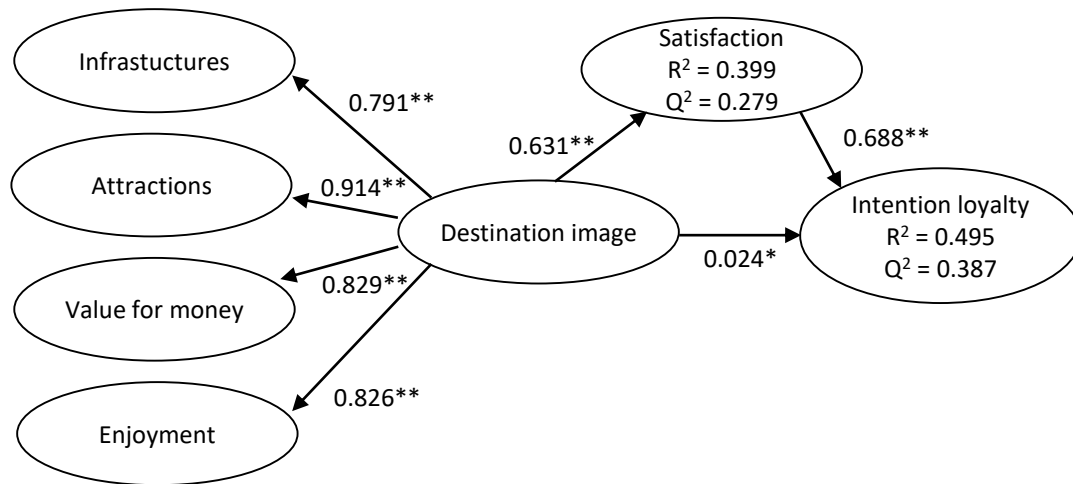 Infrastuctures
Attractions
Value for money
Enjoyment
0.791**
0.914**
0.829**
0.826**
Destination image
0.631**
0.024*
Satisfaction
R² = 0.399
Q² = 0.279
0.688**
Intention loyalty
R² = 0.495
Q² = 0.387